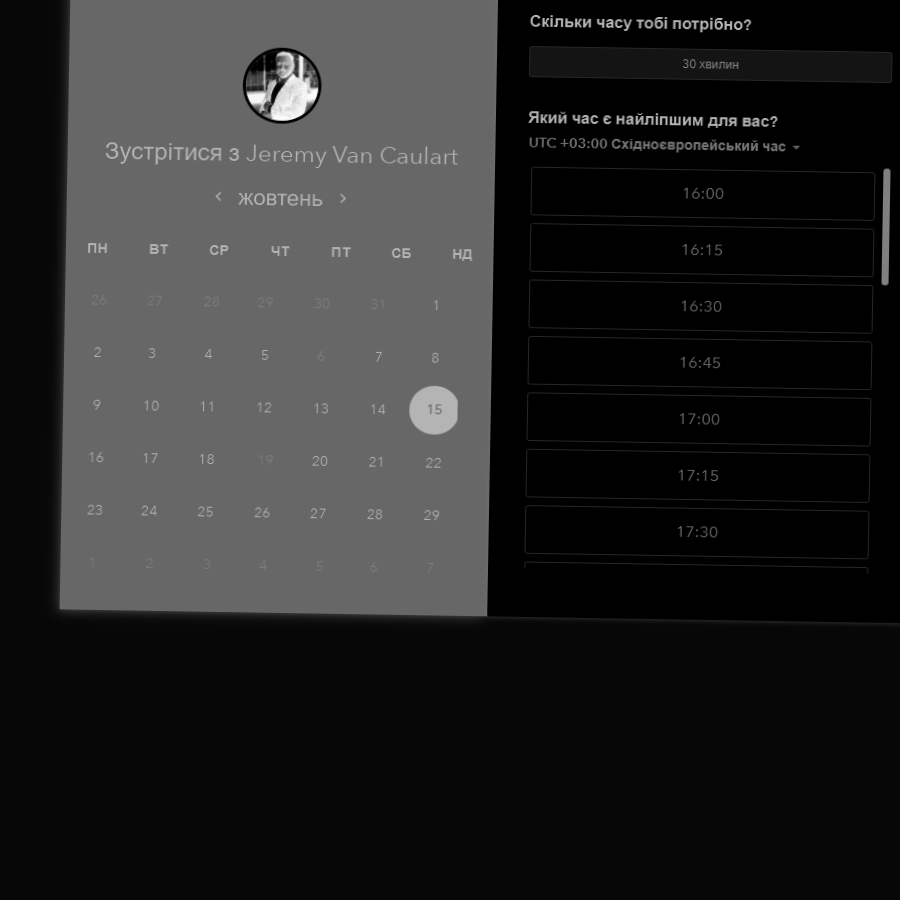 Зустрітися з Jeremy Van Caulart
жовтень
ПН ВТ СР ЧТ ПТ СБ НД
26 27 28 29 30 31 1
2 3 4 5 6 7 8
9 10 11 12 13 14 15
16 17 18 19 20 21 22
23 24 25 26 27 28 29
1 2 3 4 5 6 7
Скільки часу тобі потрібно?
30 хвилин
Який час є найліпшим для вас?
UTC +03:00 Східноєвропейський час
16:00
16:15
16:30
16:45
17:00
17:15
17:30